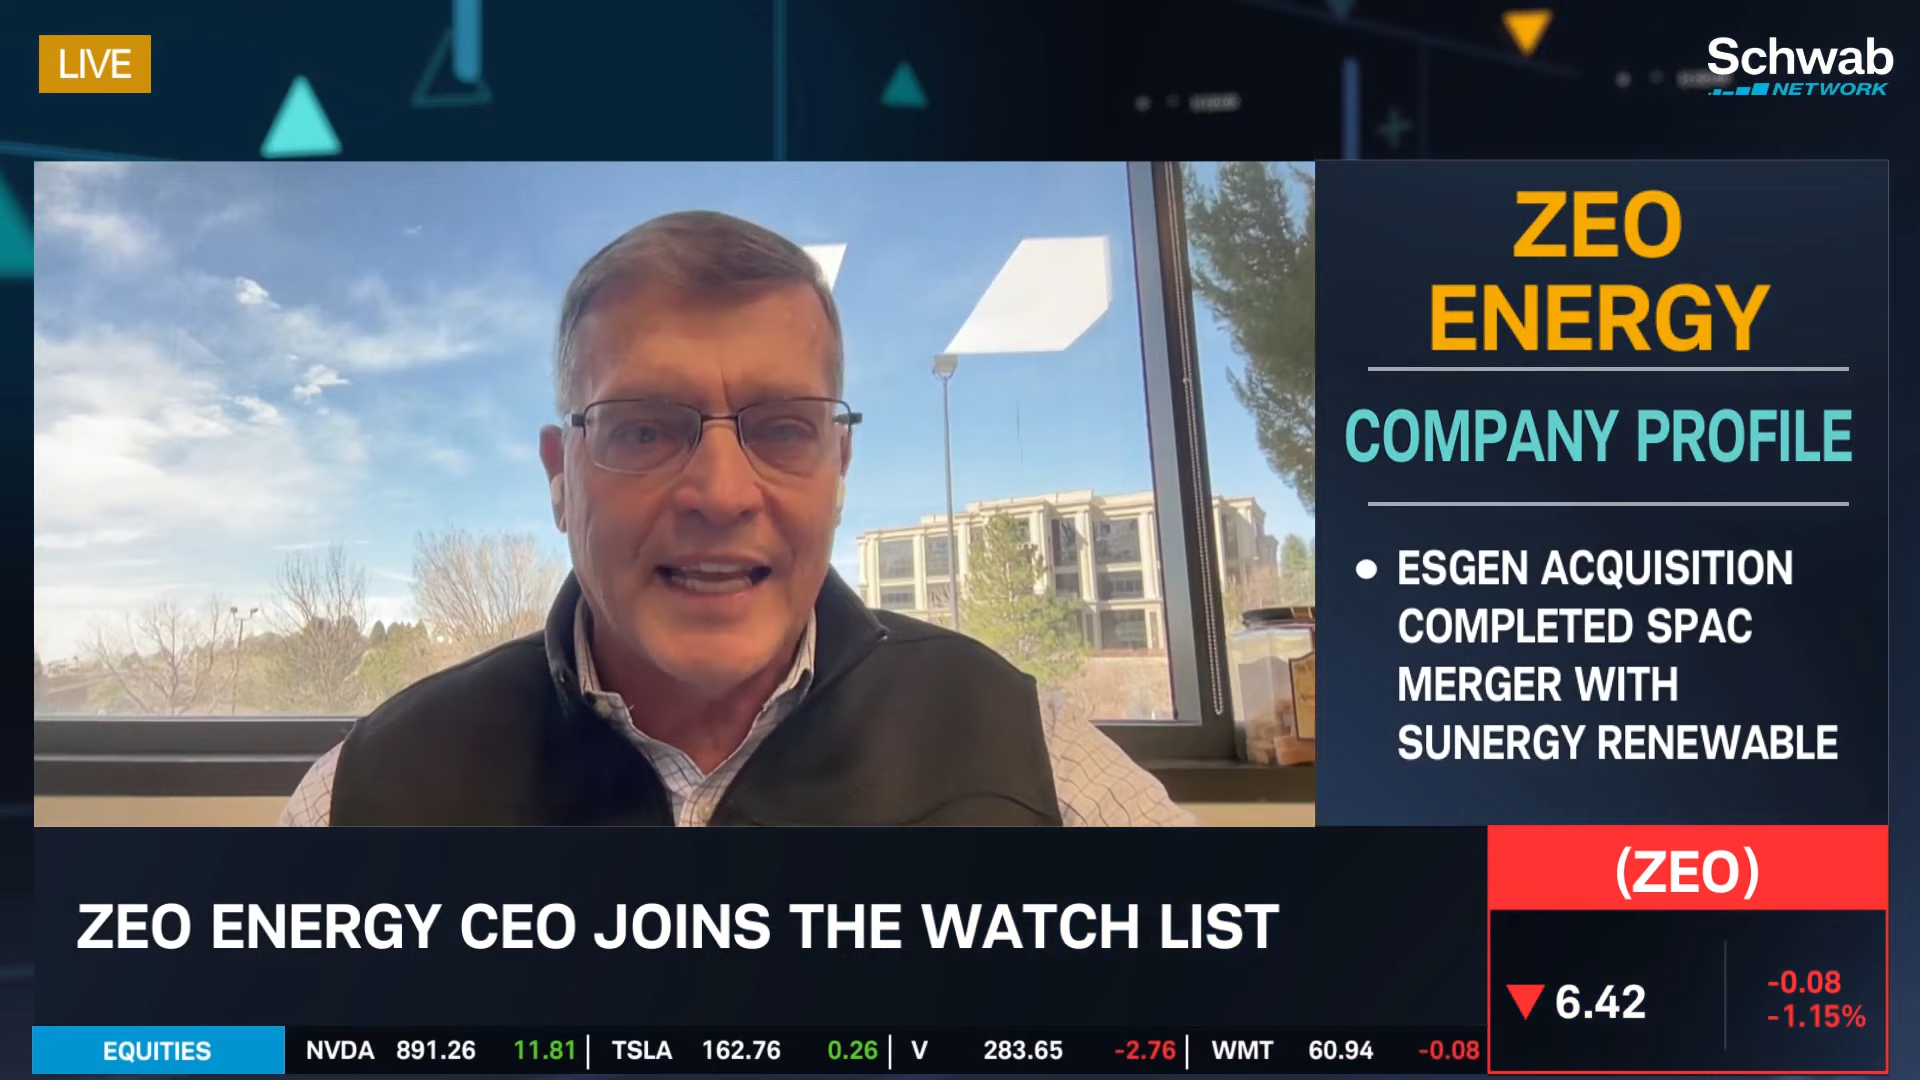 LIVE
Schwab
NETWORK
ZEO
ENERGY
COMPANY PROFILE
● ESGEN ACQUISITION
COMPLETED SPAC
MERGER WITH
SUNERGY RENEWABLE
ZEO ENERGY CEO JOINS THE WATCH LIST
(ZEO)
▼ 6.42
-0.08
-1.15%
EQUITIES NVDA 891.26 11.81 | TSLA 162.76 0.26 | V 283.65 -2.76 | WMT 60.94 -0.08